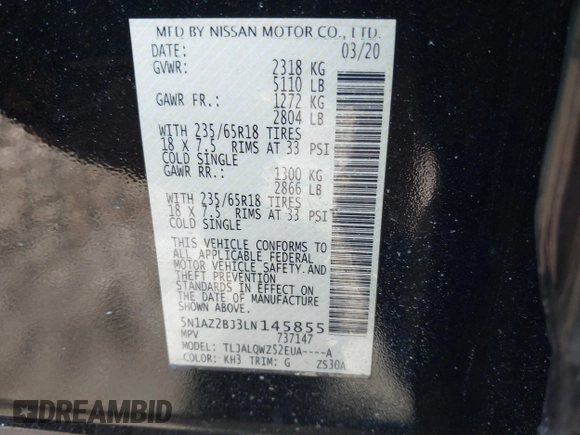 MFD BY NISSAN MOTOR CO., LTD.
DATE: 03/20
GVWR: 2318 KG
5110 LB
GAWR FR.: 1272 KG
2804 LB
WITH 235/65R18 TIRES
18 X 7.5 RIMS AT 33 PSI
COLD SINGLE
GAWR RR.: 1300 KG
2866 LB
WITH 235/65R18 TIRES
18 X 7.5 RIMS AT 33 PSI
COLD SINGLE
THIS VEHICLE CONFORMS TO
ALL APPLICABLE FEDERAL
MOTOR VEHICLE SAFETY AND
THEFT PREVENTION
STANDARDS IN EFFECT ON
THE DATE OF MANUFACTURE
SHOWN ABOVE.
5N1AZ2BJ3LN145855
MPV 737147
MODEL: TLJALQWZ52EUA----A
COLOR: KH3 TRIM: G ZS30A
DREAMBID